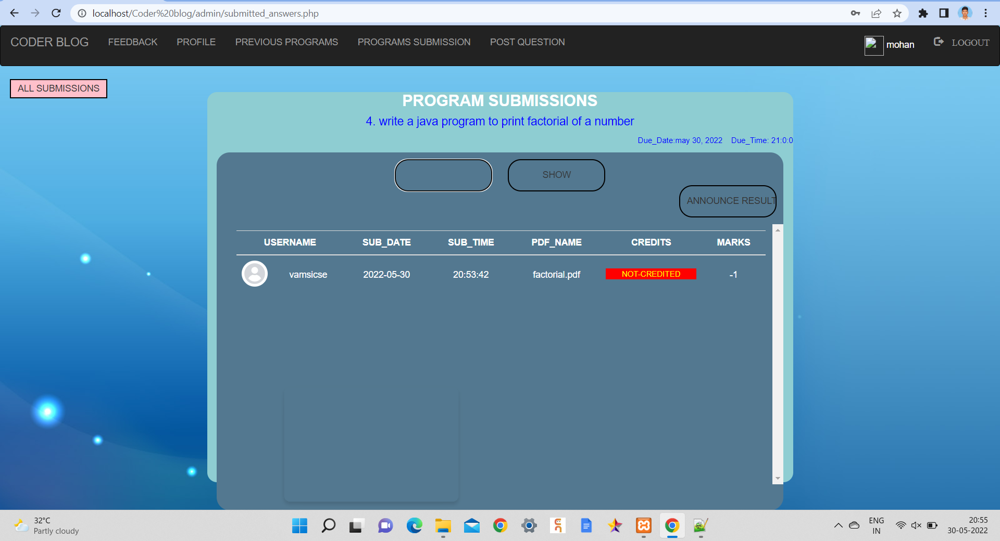 localhost/Coder%20blog/admin/submitted_answers.php
CODER BLOG FEEDBACK PROFILE PREVIOUS PROGRAMS PROGRAMS SUBMISSION POST QUESTION mohan LOGOUT
ALL SUBMISSIONS
PROGRAM SUBMISSIONS
4. write a java program to print factorial of a number
Due_Date:may 30, 2022 Due_Time: 21:0:0
SHOW
ANNOUNCE RESULT
USERNAME SUB_DATE SUB_TIME PDF_NAME CREDITS MARKS
vamsicse 2022-05-30 20:53:42 factorial.pdf NOT-CREDITED -1
32°C
Partly cloudy
ENG
IN
20:55
30-05-2022